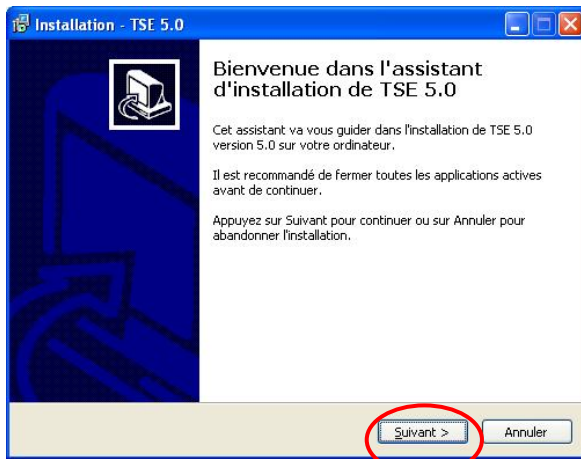 Installation - TSE 5.0
Bienvenue dans l'assistant
d'installation de TSE 5.0
Cet assistant va vous guider dans l'installation de TSE 5.0
version 5.0 sur votre ordinateur.
Il est recommandé de fermer toutes les applications actives
avant de continuer.
Appuyez sur Suivant pour continuer ou sur Annuler pour
abandonner l'installation.
Suivant > Annuler